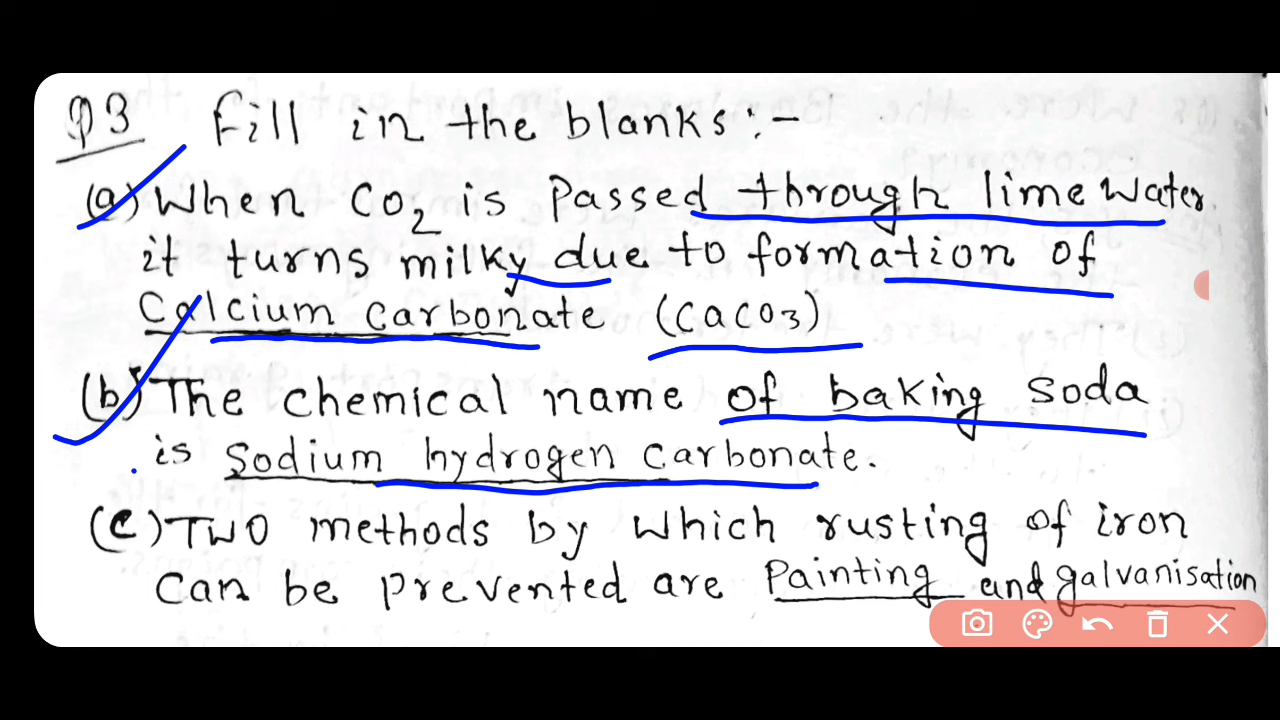 Q3 Fill in the blanks:-
(a) When CO2 is Passed through lime water
it turns milky due to formation of
Calcium carbonate (CaCO3)
(b) The chemical name of baking soda
is Sodium hydrogen carbonate.
(c) TWO methods by which rusting of iron
can be prevented are Painting and galvanisation